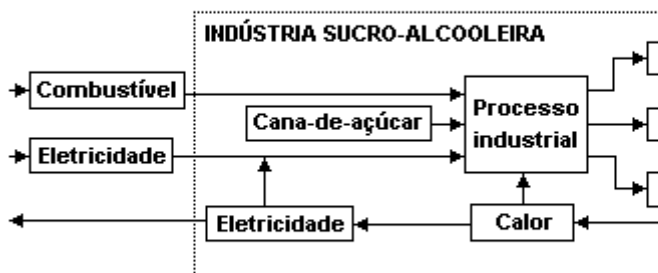 INDÚSTRIA SUCRO-ALCOOLEIRA
Combustível
Processo
industrial
Cana-de-açúcar
Eletricidade
Eletricidade
Calor